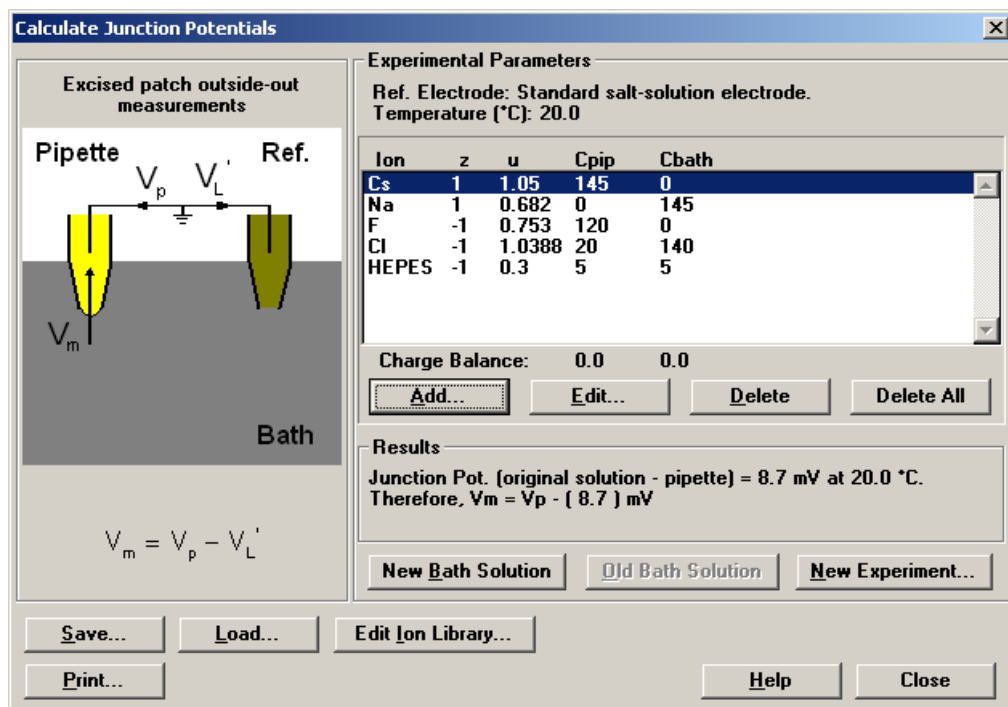 Calculate Junction Potentials
Excised patch outside-out
measurements
Pipette Ref.
Vp VL'
Vm
Bath
Vm = Vp − VL'
Experimental Parameters
Ref. Electrode: Standard salt-solution electrode.
Temperature (°C): 20.0
Ion z u Cpip Cbath
Cs 1 1.05 145 0
Na 1 0.682 0 145
F -1 0.753 120 0
Cl -1 1.0388 20 140
HEPES -1 0.3 5 5
Charge Balance: 0.0 0.0
Add... Edit... Delete Delete All
Results
Junction Pot. (original solution - pipette) = 8.7 mV at 20.0 °C.
Therefore, Vm = Vp - ( 8.7 ) mV
New Bath Solution Old Bath Solution New Experiment...
Save... Load... Edit Ion Library...
Print... Help Close